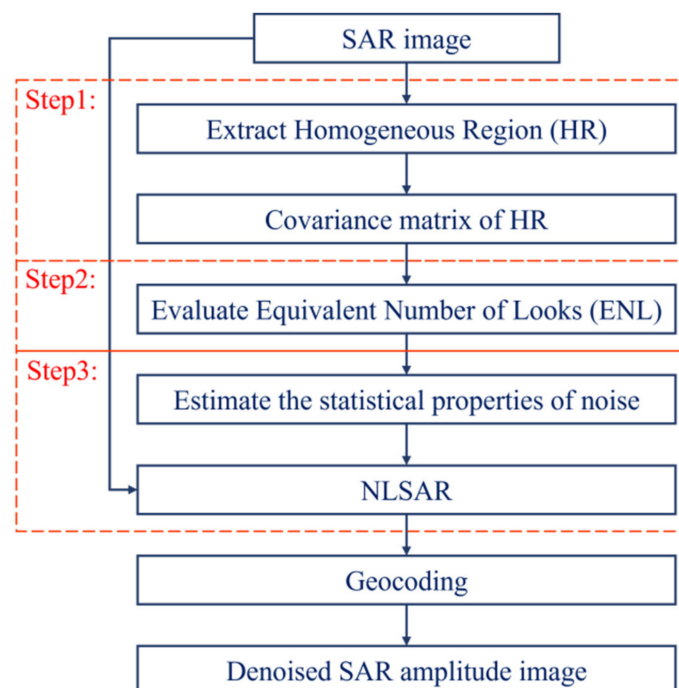 SAR image
Step1:
Extract Homogeneous Region (HR)
Covariance matrix of HR
Step2:
Evaluate Equivalent Number of Looks (ENL)
Step3:
Estimate the statistical properties of noise
NLSAR
Geocoding
Denoised SAR amplitude image